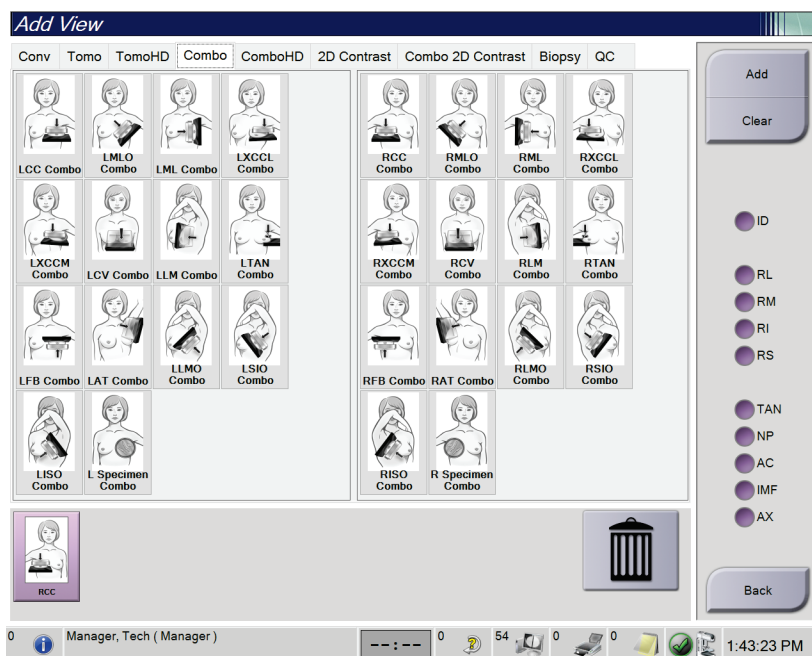 Add View
Conv Tomo TomoHD Combo ComboHD 2D Contrast Combo 2D Contrast Biopsy QC
LCC Combo
LMLO
Combo
LML Combo
LXCCL
Combo
RCC
Combo
RMLO
Combo
RML
Combo
RXCCL
Combo
LXCCM
Combo
LCV Combo
LLM Combo
LTAN
Combo
RXCCM
Combo
RCV
Combo
RLM
Combo
RTAN
Combo
LFB Combo
LAT Combo
LLMO
Combo
LSIO
Combo
RFB Combo
RAT Combo
RLMO
Combo
RSIO
Combo
LISO
Combo
L Specimen
Combo
RISO
Combo
R Specimen
Combo
Add
Clear
ID
RL
RM
RI
RS
TAN
NP
AC
IMF
AX
Back
RCC
0
Manager, Tech ( Manager )
--:--
0
54
0
0
1:43:23 PM